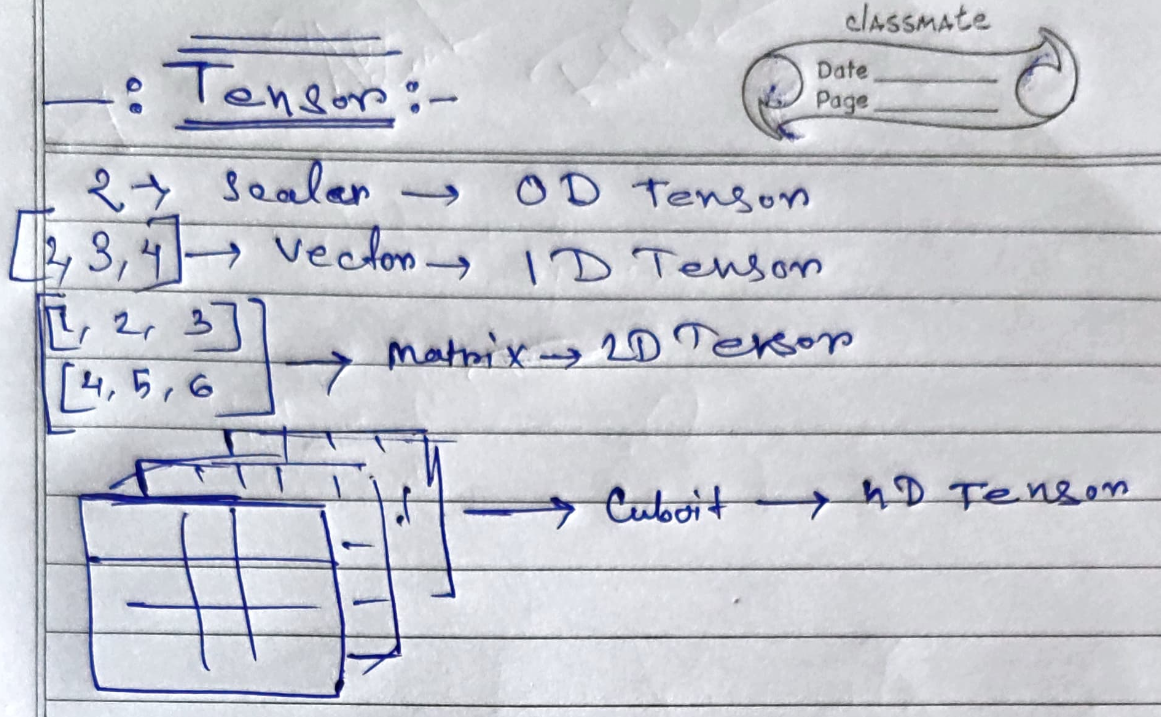 classmate
Date
Page
—: Tensor :-
2 → Scalar → 0D Tensor
[2, 3, 4] → Vector → 1D Tensor
[[1, 2, 3]
[4, 5, 6 ]] → Matrix → 2D Tensor
→ Cuboit → nD Tensor